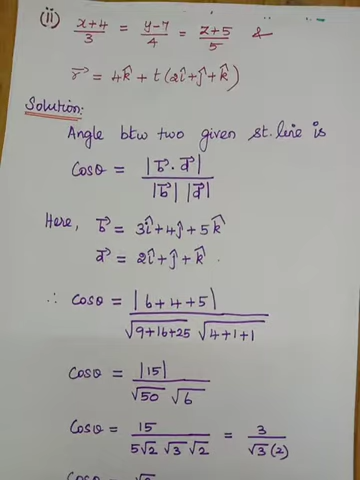 (ii) x+4/3 = y-7/4 = z+5/5 &
r⃗ = 4k̂ + t(2î+ĵ+k̂)
Solution:
Angle btw two given st. line is
Cosθ = |b⃗ · d⃗| / |b⃗| |d⃗|
Here, b⃗ = 3î+4ĵ+5k̂
d⃗ = 2î+ĵ+k̂.
∴ Cosθ = |6+4+5| / √(9+16+25) √(4+1+1)
Cosθ = |15| / √50 √6
Cosθ = 15 / 5√2 √3 √2 = 3 / √3(2)
Cosθ = √3